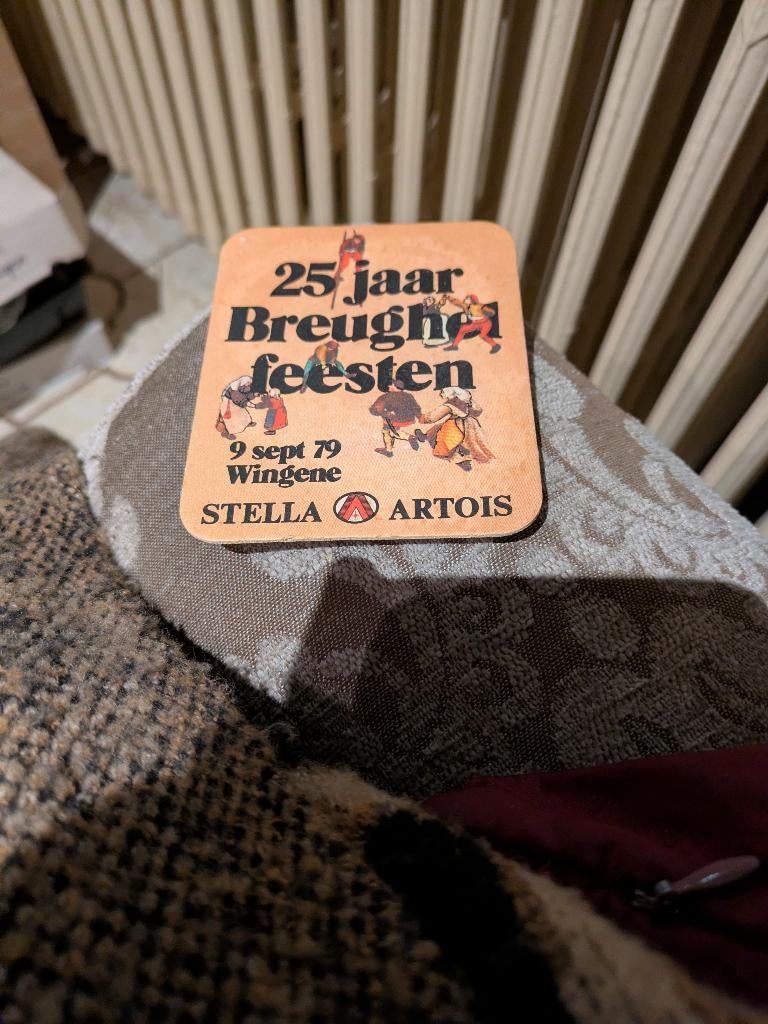 25 jaar
Breughel
feesten
9 sept 79
Wingene
STELLA ARTOIS